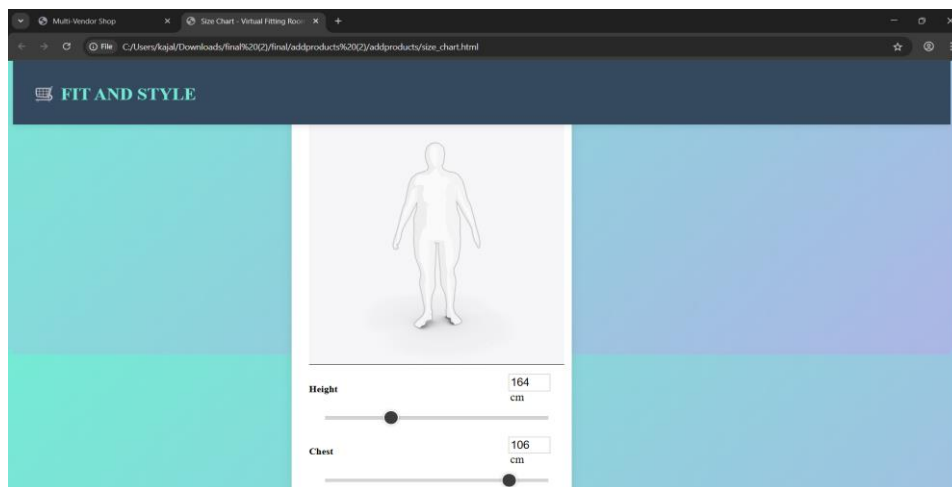 Multi-Vendor Shop
Size Chart - Virtual Fitting Room
File C:/Users/kajal/Downloads/final%20(2)/final/addproducts%20(2)/addproducts/size_chart.html
FIT AND STYLE
Height 164
cm
Chest 106
cm